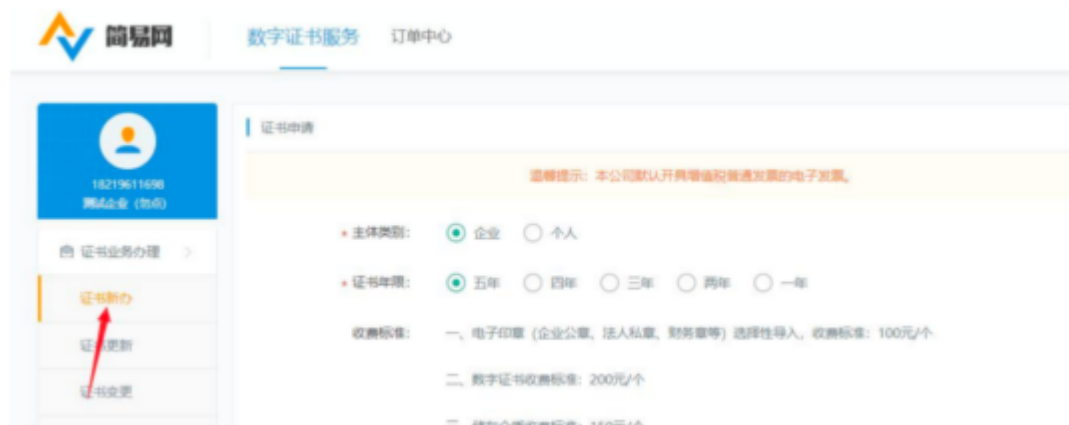 简易网
数字证书服务 订单中心
证书申请
18219611698
测试企业（勿点）
温馨提示：本公司默认开具增值税普通发票的电子发票。
主体类别： 企业 个人
证书业务办理
证书年限： 五年 四年 三年 两年 一年
证书新办
收费标准： 一、电子印章（企业公章、法人私章、财务章等）选择性导入，收费标准：100元/个
证书更新
二、数字证书收费标准：200元/个
证书变更